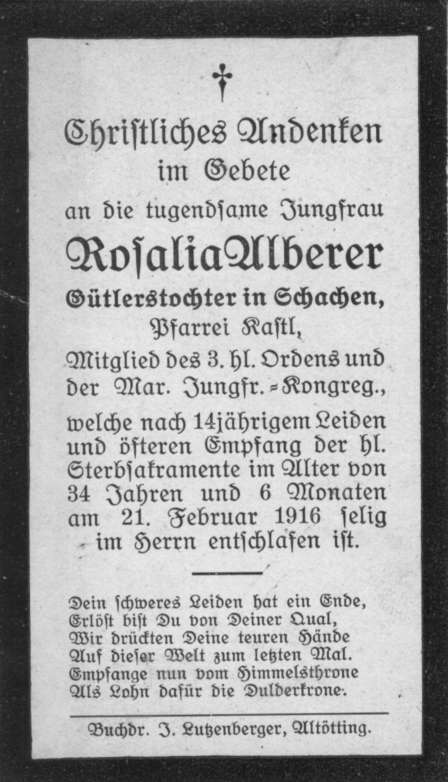 Christliches Andenken
im Gebete
an die tugendsame Jungfrau
Rosalia Alberer
Gütlerstochter in Schachen,
Pfarrei Kastl,
Mitglied des 3. hl. Ordens und
der Mar. Jungfr.-Kongreg.,
welche nach 14jährigem Leiden
und öfteren Empfang der hl.
Sterbsakramente im Alter von
34 Jahren und 6 Monaten
am 21. Februar 1916 selig
im Herrn entschlafen ist.
Dein schweres Leiden hat ein Ende,
Erlöst bist Du von Deiner Qual,
Wir drückten Deine teuren Hände
Auf dieser Welt zum letzten Mal.
Empfange nun vom Himmelsthrone
Als Lohn dafür die Dulderkrone.
Buchdr. J. Lutzenberger, Altötting.